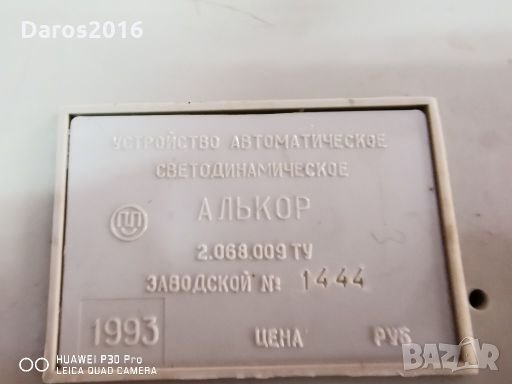 Daros2016
УСТРОЙСТВО АВТОМАТИЧЕСКОЕ
СВЕТОДИНАМИЧЕСКОЕ
АЛЬКОР
2.068.009 ТУ
ЗАВОДСКОЙ № 1444
1993 ЦЕНА РУБ
HUAWEI P30 Pro
LEICA QUAD CAMERA
BAZAR